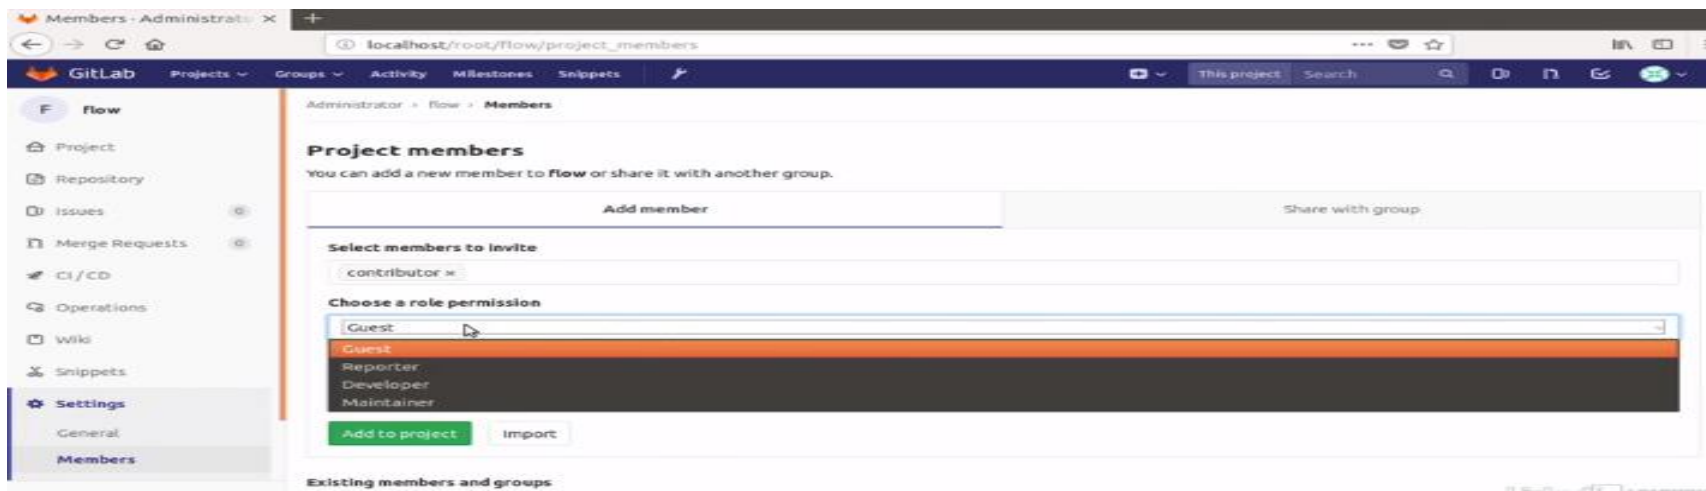 Members · Administrat
localhost/root/flow/project_members
GitLab Projects Groups Activity Milestones Snippets This project Search
F flow
Administrator › flow › Members
Project
Repository
Issues 0
Merge Requests 0
CI/CD
Operations
Wiki
Snippets
Settings
General
Members
Project members
You can add a new member to flow or share it with another group.
Add member Share with group
Select members to invite
contributor ×
Choose a role permission
Guest
Guest
Reporter
Developer
Maintainer
Add to project Import
Existing members and groups